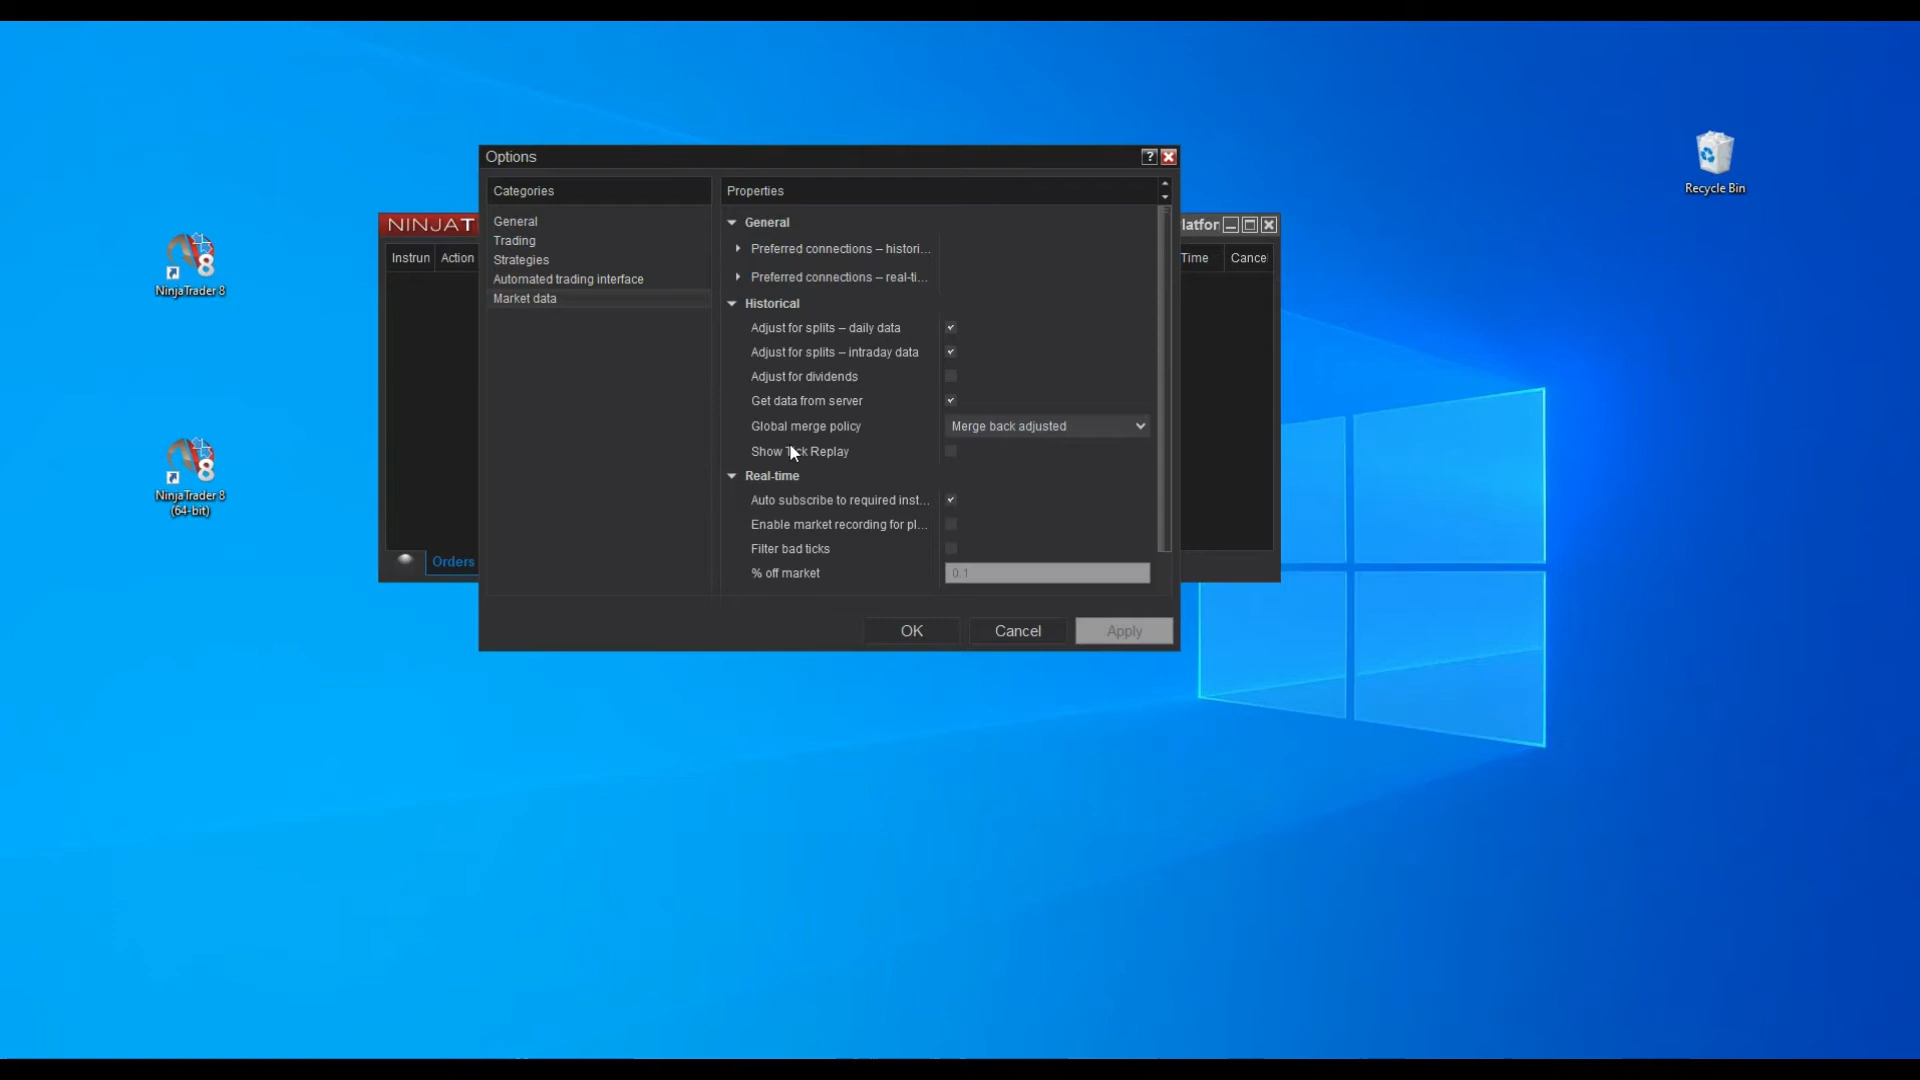 Options
?
Categories
Properties
General
Trading
Strategies
Automated trading interface
Market data
General
Preferred connections – histori...
Preferred connections – real-ti...
Historical
Adjust for splits – daily data
Adjust for splits – intraday data
Adjust for dividends
Get data from server
Global merge policy
Merge back adjusted
Show Replay
Real-time
Auto subscribe to required inst...
Enable market recording for pl...
Filter bad ticks
% off market
0.1
OK
Cancel
Apply
NINJAT
latfor
Instrun
Action
Time
Cance
Orders
NinjaTrader 8
NinjaTrader 8
(64-bit)
Recycle Bin
8
8